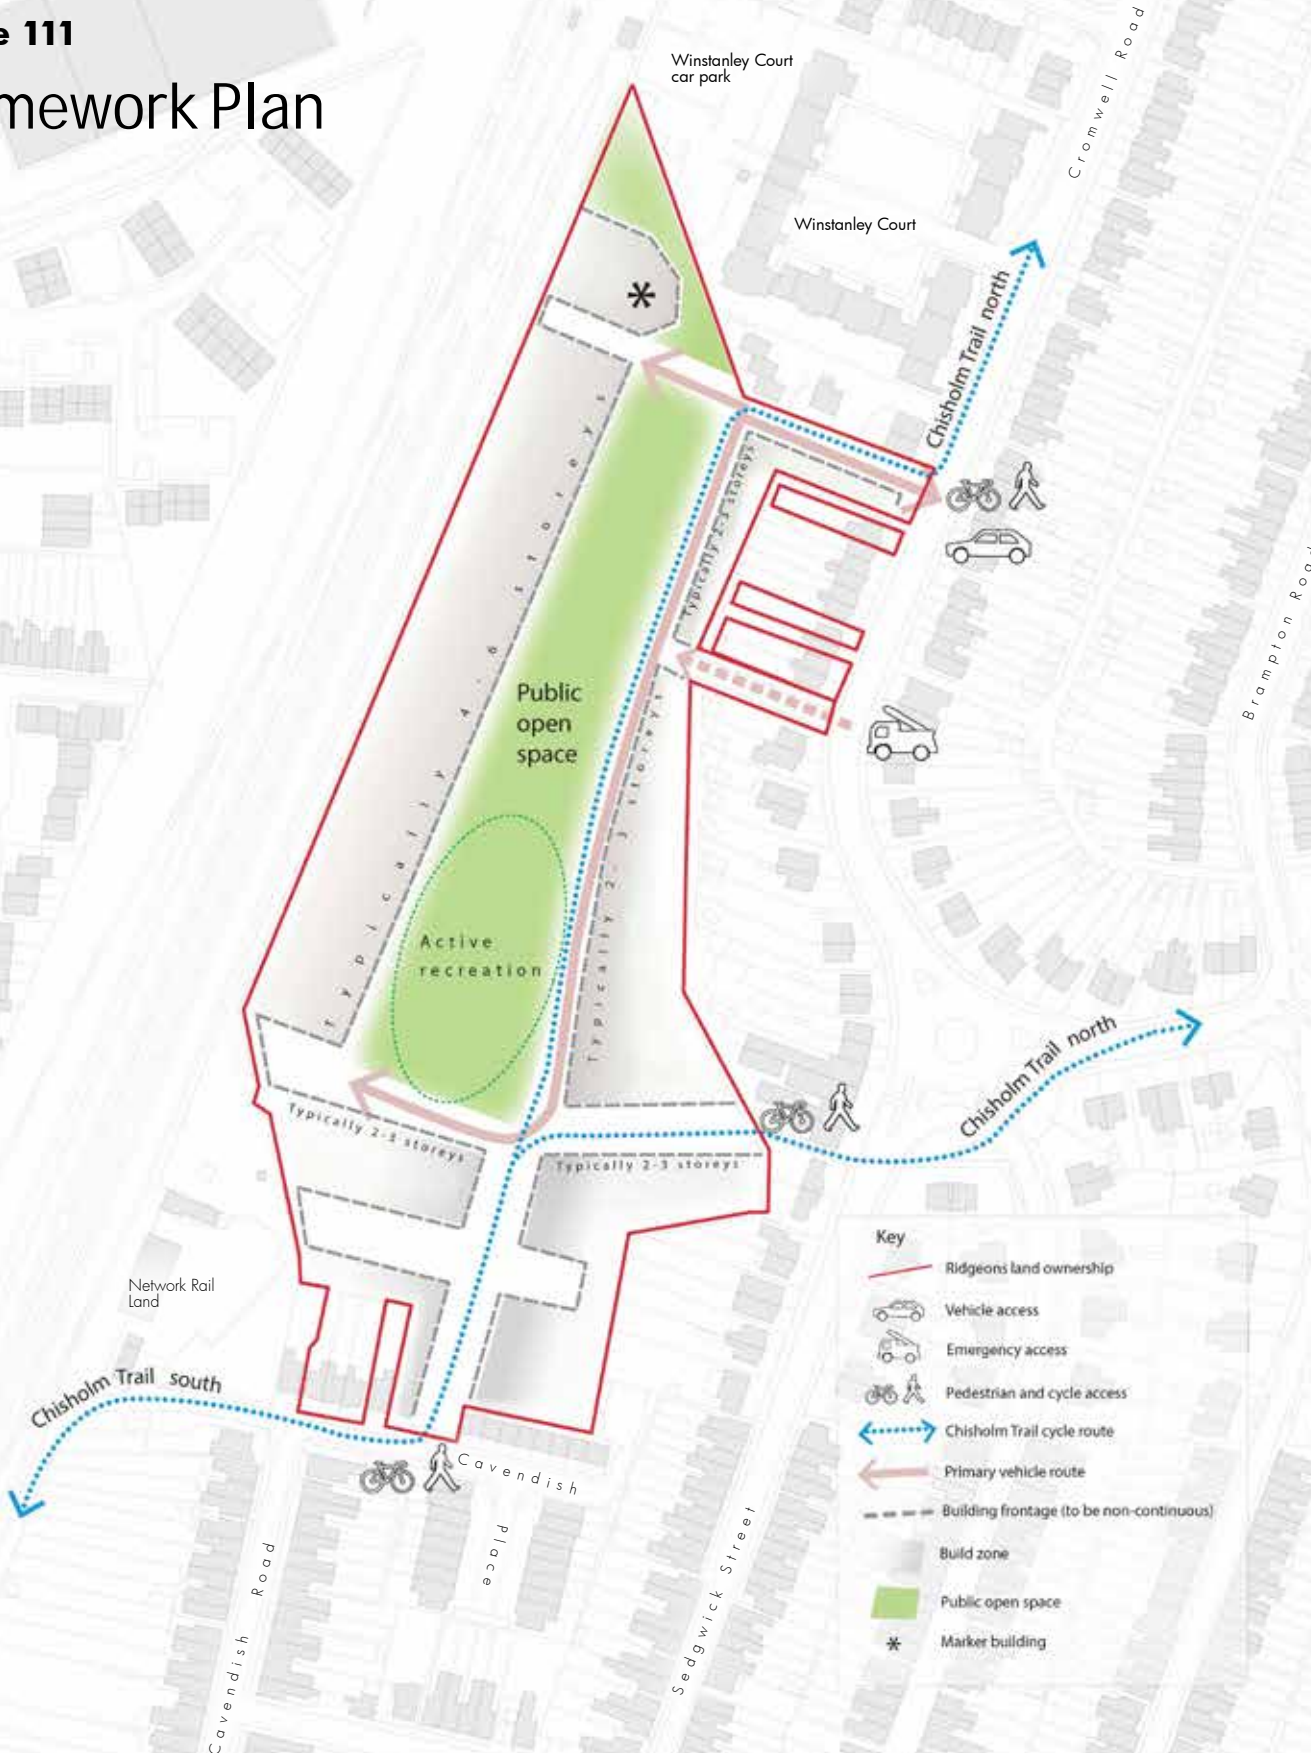 e 111
mework Plan
Winstanley Court
car park
Cromwell Road
Winstanley Court
Chisholm Trail north
Typically 4-6 storeys
Typically 2-3 storeys
Brampton Road
Public
open
space
Typically 2-3 storeys
Active
recreation
Chisholm Trail north
Typically 2-3 storeys
Typically 2-3 storeys
Network Rail
Land
Chisholm Trail south
Cavendish
place
Cavendish Road
Sedgwick Street
Key
Ridgeons land ownership
Vehicle access
Emergency access
Pedestrian and cycle access
Chisholm Trail cycle route
Primary vehicle route
Building frontage (to be non-continuous)
Build zone
Public open space
Marker building